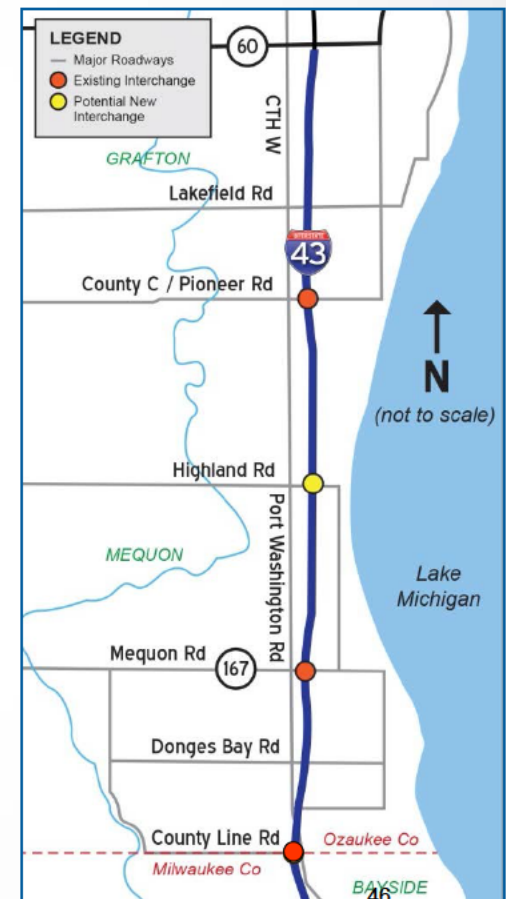 LEGEND
Major Roadways
Existing Interchange
Potential New
Interchange
60
CTH W
GRAFTON
Lakefield Rd
INTERSTATE
43
County C / Pioneer Rd
N
(not to scale)
Highland Rd
Port Washington Rd
MEQUON
Lake
Michigan
Mequon Rd
167
Donges Bay Rd
County Line Rd
Ozaukee Co
Milwaukee Co
BAYSIDE
46